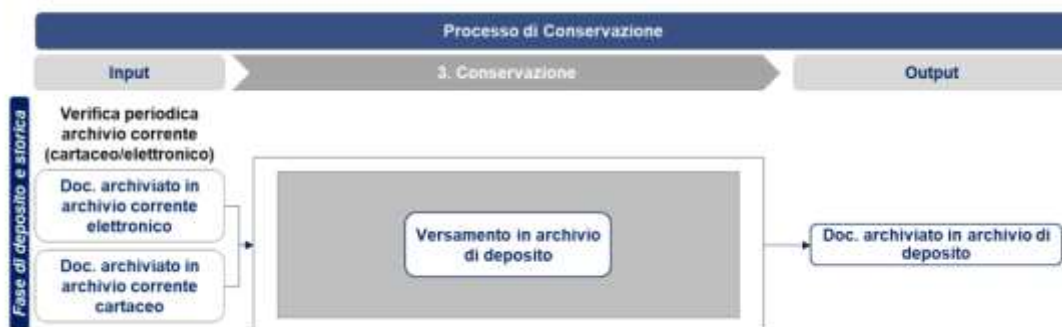 Processo di Conservazione
Input
3. Conservazione
Output
Fase di deposito e storica
Verifica periodica
archivio corrente
(cartaceo/elettronico)
Doc. archiviato in
archivio corrente
elettronico
Doc. archiviato in
archivio corrente
cartaceo
Versamento in archivio
di deposito
Doc. archiviato in archivio di
deposito